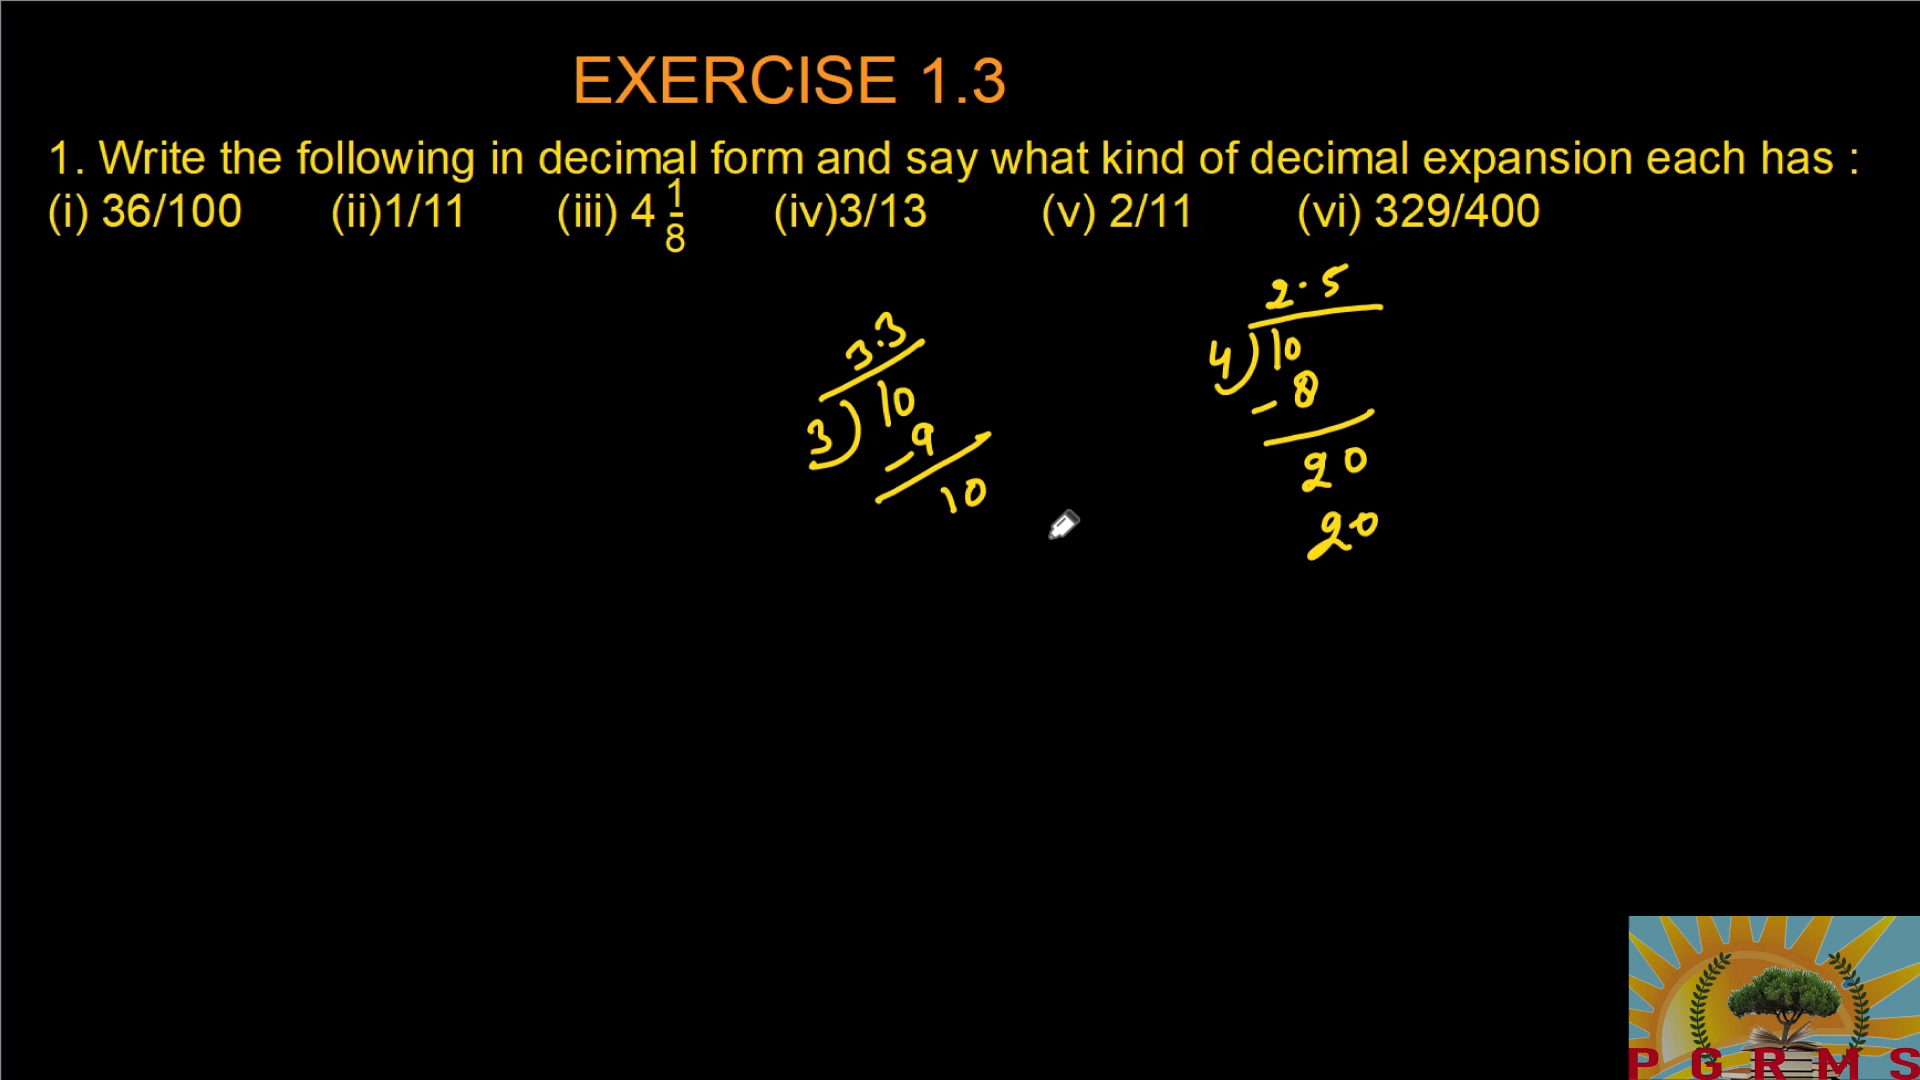 EXERCISE 1.3
1. Write the following in decimal form and say what kind of decimal expansion each has :
(i) 36/100 (ii)1/11 (iii) 4 1/8 (iv)3/13 (v) 2/11 (vi) 329/400
3.3
3)10
-9
10
2.5
4)10
-8
20
20
PGRMS